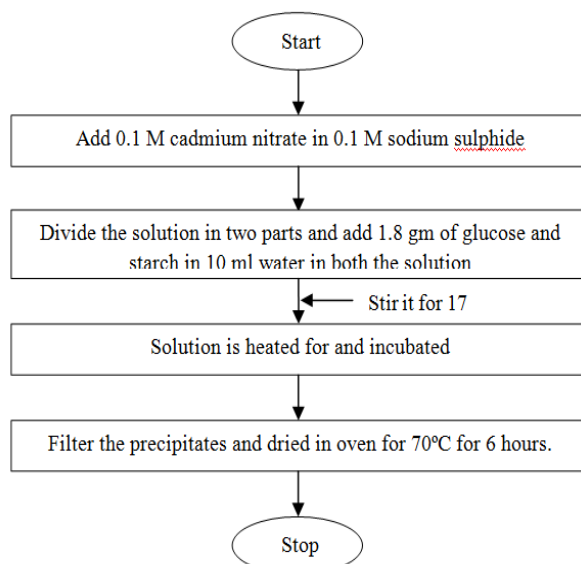 Start
Add 0.1 M cadmium nitrate in 0.1 M sodium sulphide
Divide the solution in two parts and add 1.8 gm of glucose and
starch in 10 ml water in both the solution
Stir it for 17
Solution is heated for and incubated
Filter the precipitates and dried in oven for 70ºC for 6 hours.
Stop